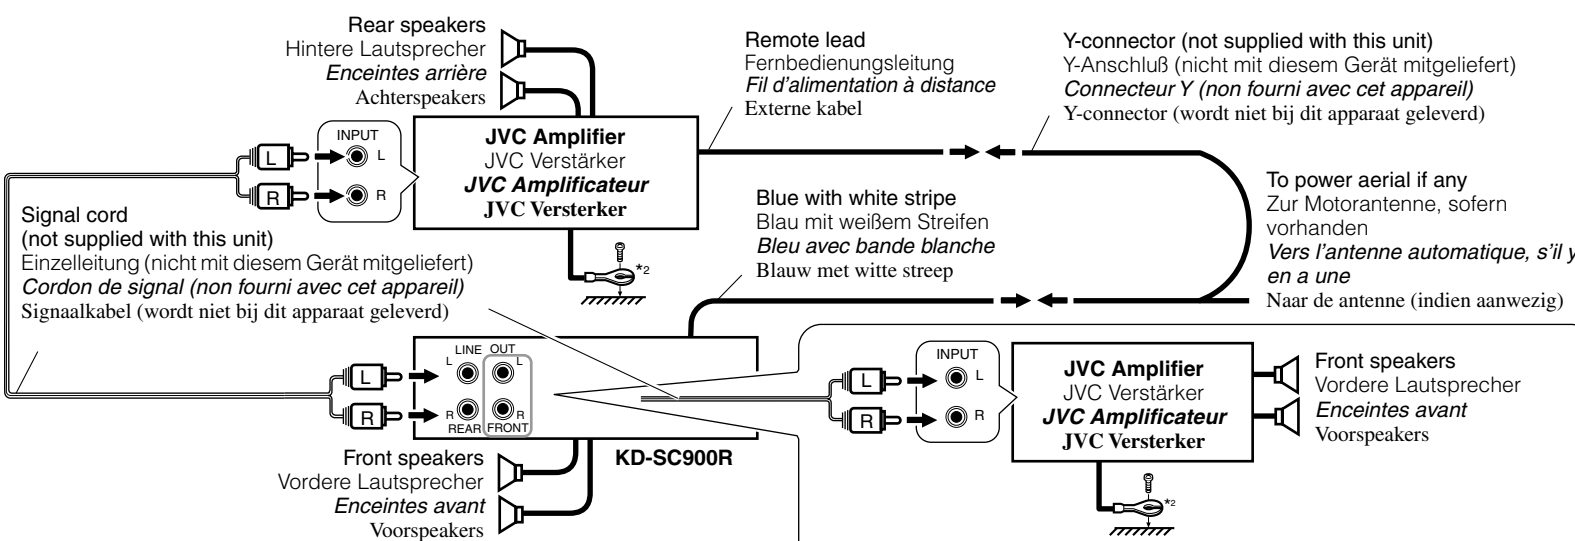 Rear speakers
Hintere Lautsprecher
Enceintes arrière
Achterspeakers
Remote lead
Fernbedienungsleitung
Fil d'alimentation à distance
Externe kabel
Y-connector (not supplied with this unit)
Y-Anschluß (nicht mit diesem Gerät mitgeliefert)
Connecteur Y (non fourni avec cet appareil)
Y-connector (wordt niet bij dit apparaat geleverd)
INPUT
L
L
R
R
JVC Amplifier
JVC Verstärker
JVC Amplificateur
JVC Versterker
*2
Signal cord
(not supplied with this unit)
Einzelleitung (nicht mit diesem Gerät mitgeliefert)
Cordon de signal (non fourni avec cet appareil)
Signaalkabel (wordt niet bij dit apparaat geleverd)
Blue with white stripe
Blau mit weißem Streifen
Bleu avec bande blanche
Blauw met witte streep
To power aerial if any
Zur Motorantenne, sofern
vorhanden
Vers l'antenne automatique, s'il y
en a une
Naar de antenne (indien aanwezig)
L
R
LINE OUT
L
L
R
R
REAR FRONT
KD-SC900R
Front speakers
Vordere Lautsprecher
Enceintes avant
Voorspeakers
L
R
INPUT
L
R
JVC Amplifier
JVC Verstärker
JVC Amplificateur
JVC Versterker
*2
Front speakers
Vordere Lautsprecher
Enceintes avant
Voorspeakers